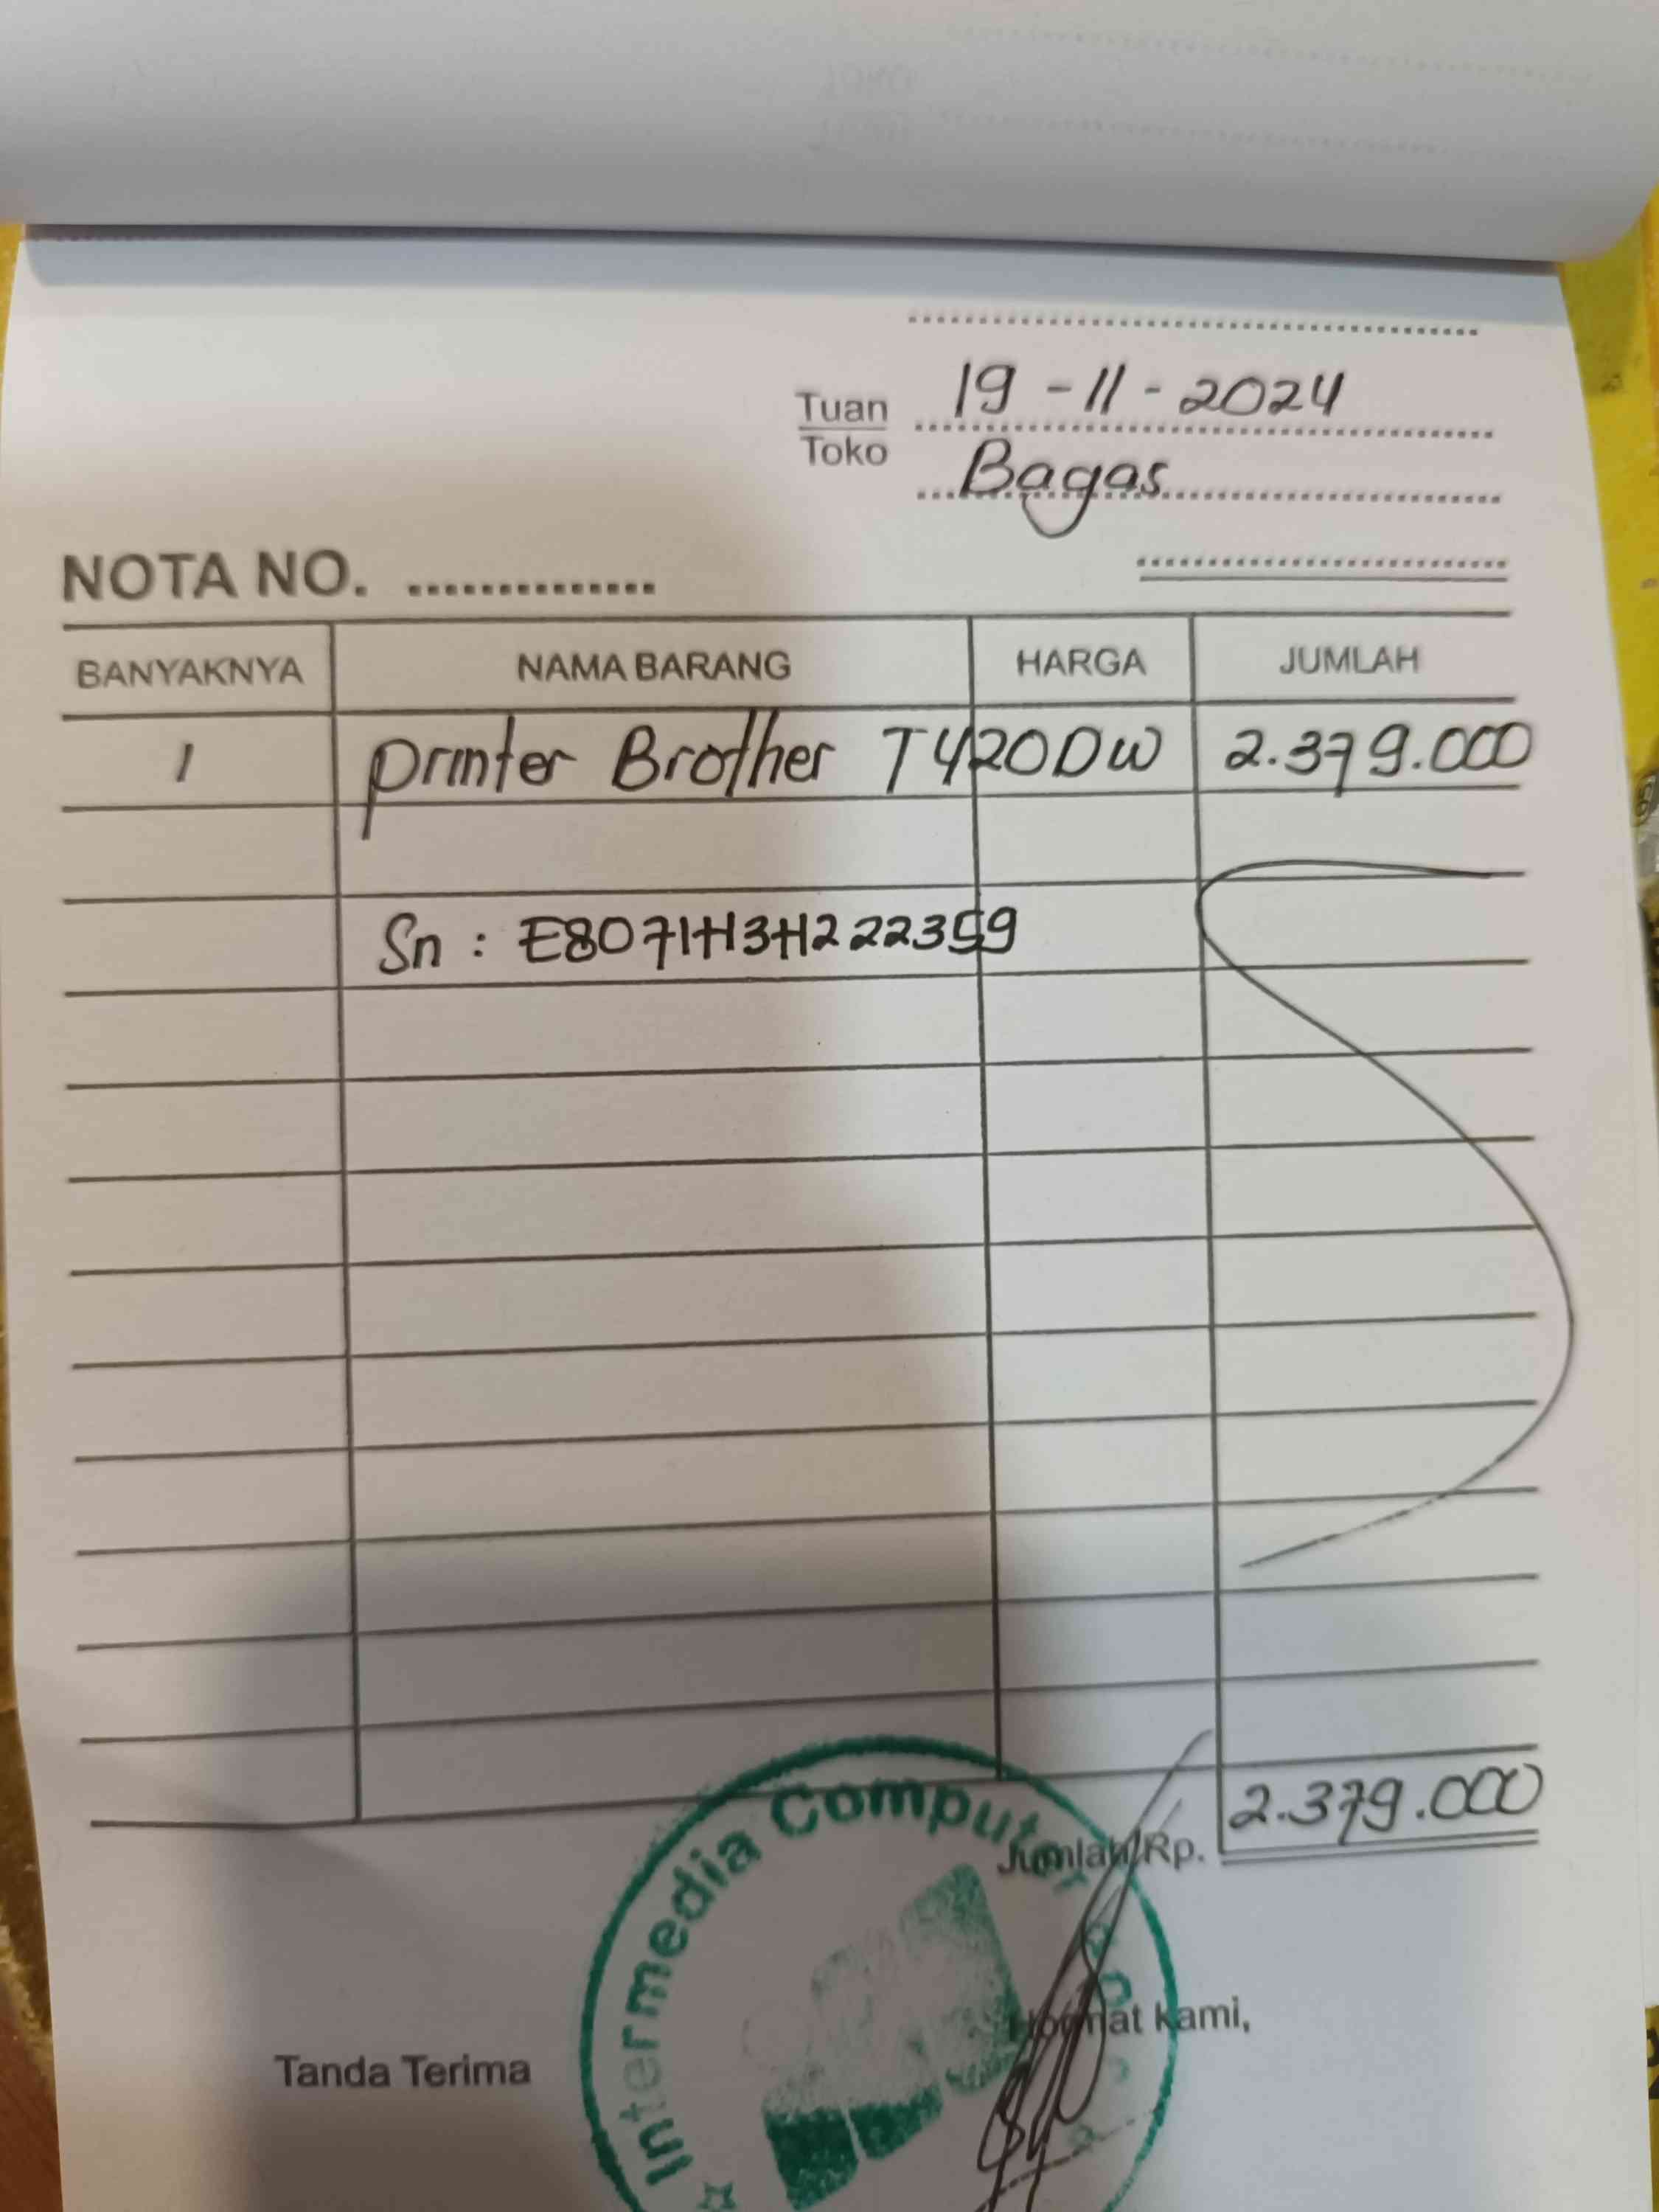 19 - 11 - 2024
Tuan
Toko
Bagas
NOTA NO. ..............
BANYAKNYA NAMA BARANG HARGA JUMLAH
1 printer Brother T420DW 2.379.000
Sn : E8071H3H222359
Jumlah Rp. 2.379.000
Intermedia Computer
Tanda Terima Hormat kami,